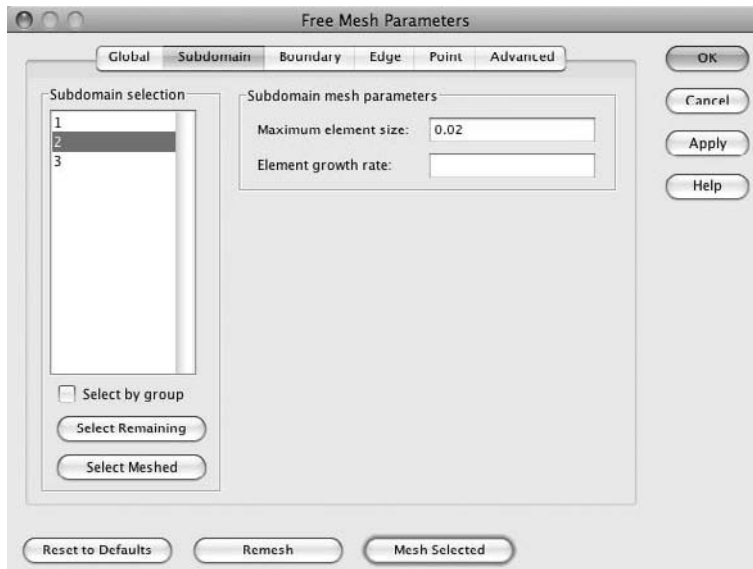 Free Mesh Parameters
Global Subdomain Boundary Edge Point Advanced
OK
Cancel
Apply
Help
Subdomain selection
1
2
3
Select by group
Select Remaining
Select Meshed
Subdomain mesh parameters
Maximum element size: 0.02
Element growth rate:
Reset to Defaults Remesh Mesh Selected